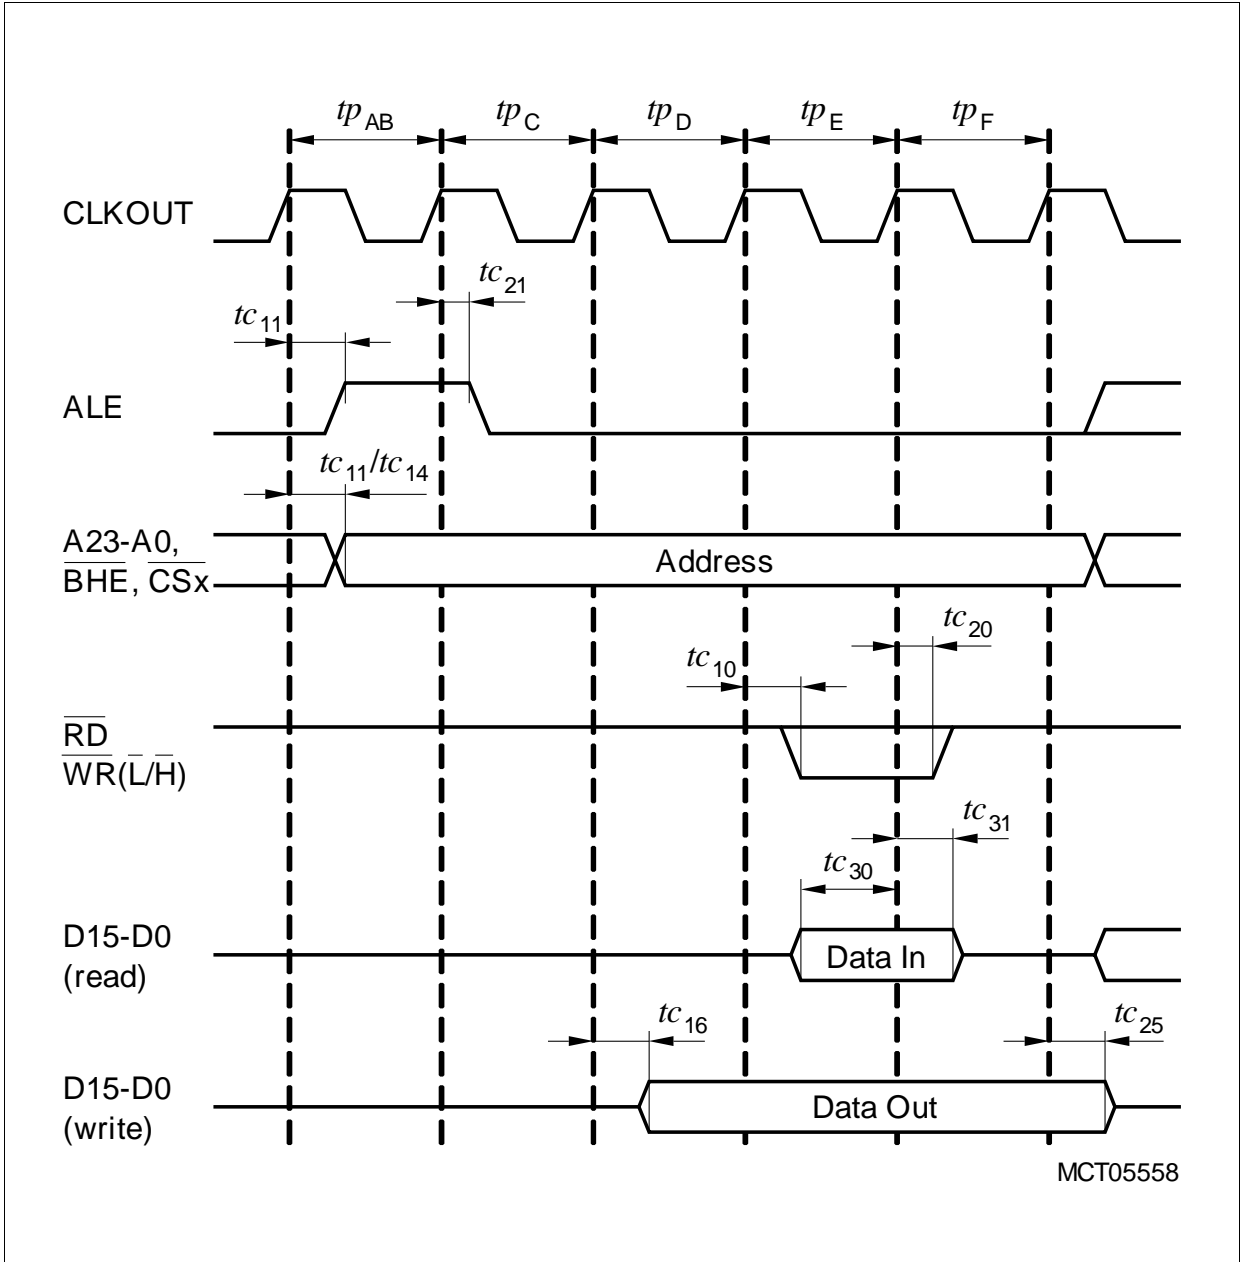 tpAB tpC tpD tpE tpF
CLKOUT
tc21
tc11
ALE
tc11/tc14
A23-A0,
BHE, CSx
Address
tc20
tc10
RD
WR(L/H)
tc31
tc30
D15-D0
(read)
Data In
tc16 tc25
D15-D0
(write)
Data Out
MCT05558